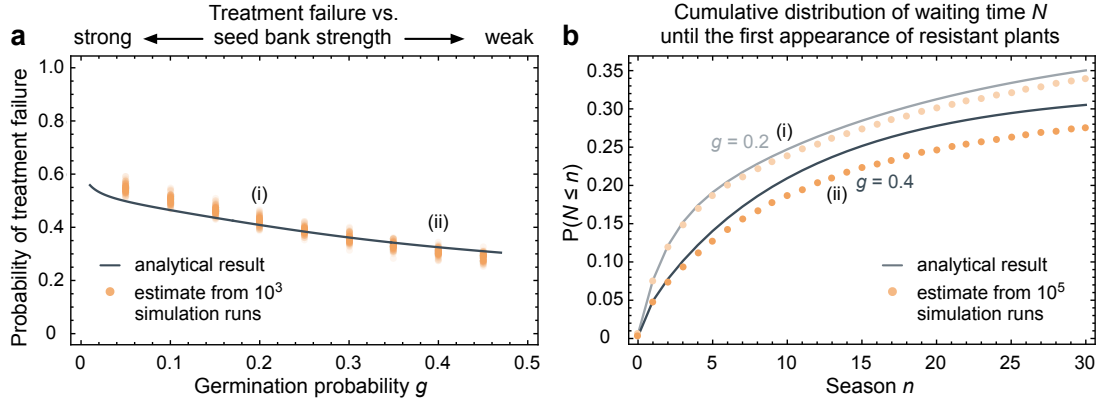 Treatment failure vs.
a strong seed bank strength weak
1.0
0.8
0.6
0.4
0.2
0
Probability of treatment failure
(i)
(ii)
analytical result
estimate from 10³
simulation runs
0 0.1 0.2 0.3 0.4 0.5
Germination probability g
Cumulative distribution of waiting time N
b until the first appearance of resistant plants
0.35
0.30
0.25
0.20
0.15
0.10
0.05
0
P(N ≤ n)
g = 0.2
(i)
g = 0.4
(ii)
analytical result
estimate from 10⁵
simulation runs
0 5 10 15 20 25 30
Season n